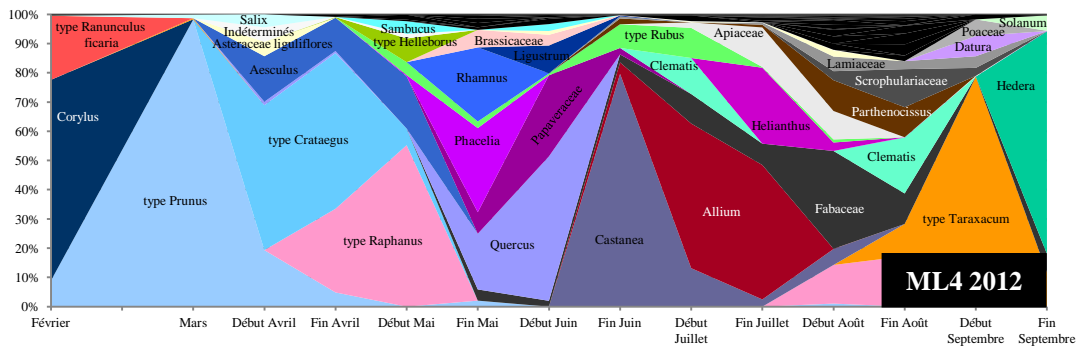 100%
90%
80%
70%
60%
50%
40%
30%
20%
10%
0%
type Ranunculus
ficaria
Corylus
type Prunus
Salix
Indéterminés
Asteraceae liguliflores
Aesculus
type Crataegus
type Raphanus
Sambucus
type Helleborus
Brassicaceae
Ligustrum
Rhamnus
Phacelia
Papaveraceae
Quercus
Castanea
type Rubus
Clematis
Apiaceae
Helianthus
Allium
Lamiaceae
Scrophulariaceae
Parthenocissus
Clematis
Fabaceae
Poaceae
Datura
Solanum
Hedera
type Taraxacum
ML4 2012
Février
Mars
Début Avril
Fin Avril
Début Mai
Fin Mai
Début Juin
Fin Juin
Début
Juillet
Fin Juillet
Début Août
Fin Août
Début
Septembre
Fin
Septembre